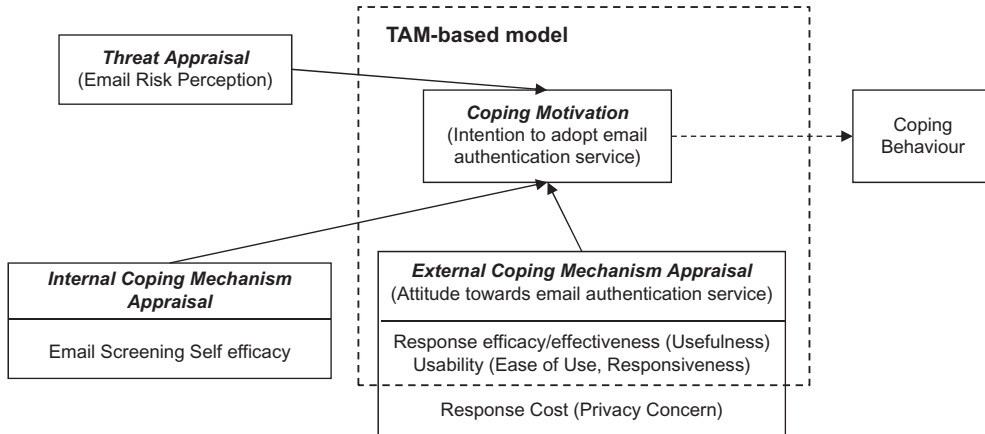 TAM-based model
Threat Appraisal
(Email Risk Perception)
Coping Motivation
(Intention to adopt email
authentication service)
Coping
Behaviour
Internal Coping Mechanism
Appraisal
Email Screening Self efficacy
External Coping Mechanism Appraisal
(Attitude towards email authentication service)
Response efficacy/effectiveness (Usefulness)
Usability (Ease of Use, Responsiveness)
Response Cost (Privacy Concern)